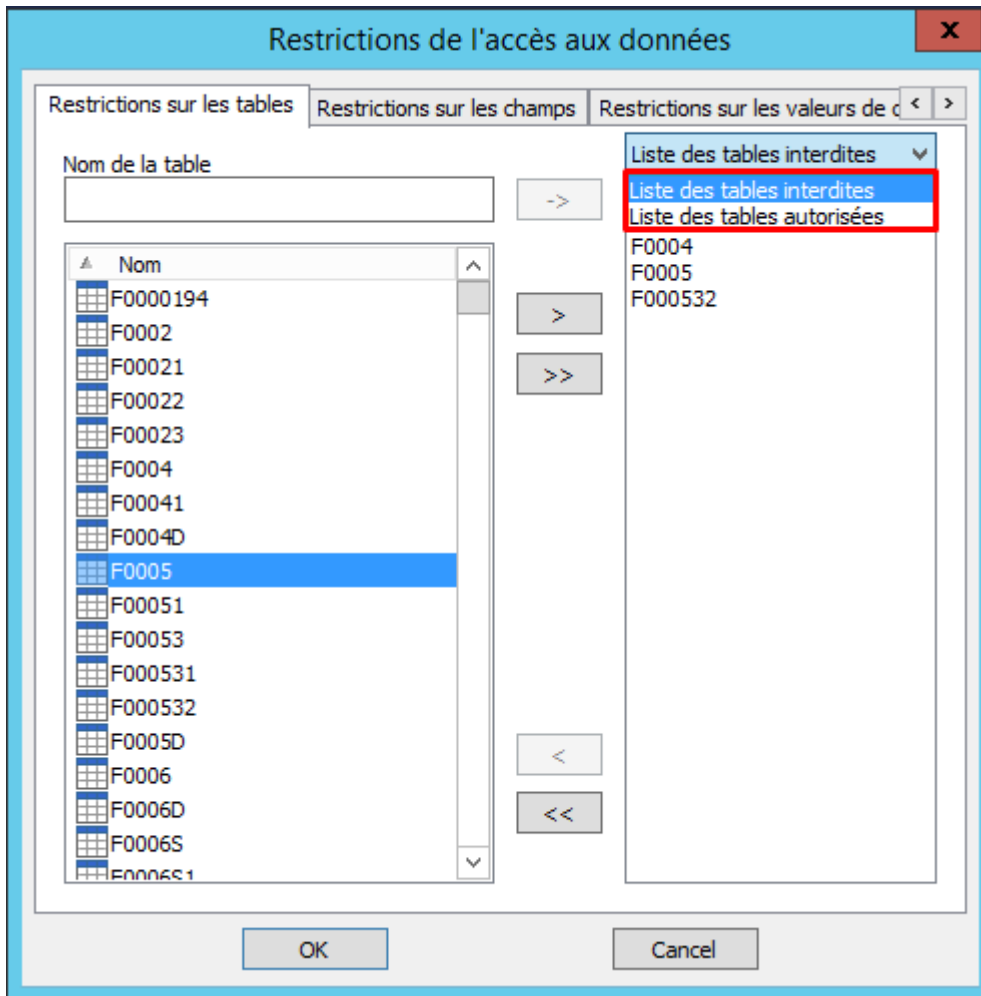 Restrictions de l'accès aux données
x
Restrictions sur les tables
Restrictions sur les champs
Restrictions sur les valeurs de
< >
Nom de la table
->
Nom
F0000194
F0002
F00021
F00022
F00023
F0004
F00041
F0004D
F0005
F00051
F00053
F000531
F000532
F0005D
F0006
F0006D
F0006S
F0006S1
>
>>
<
<<
Liste des tables interdites
Liste des tables interdites
Liste des tables autorisées
F0004
F0005
F000532
OK
Cancel